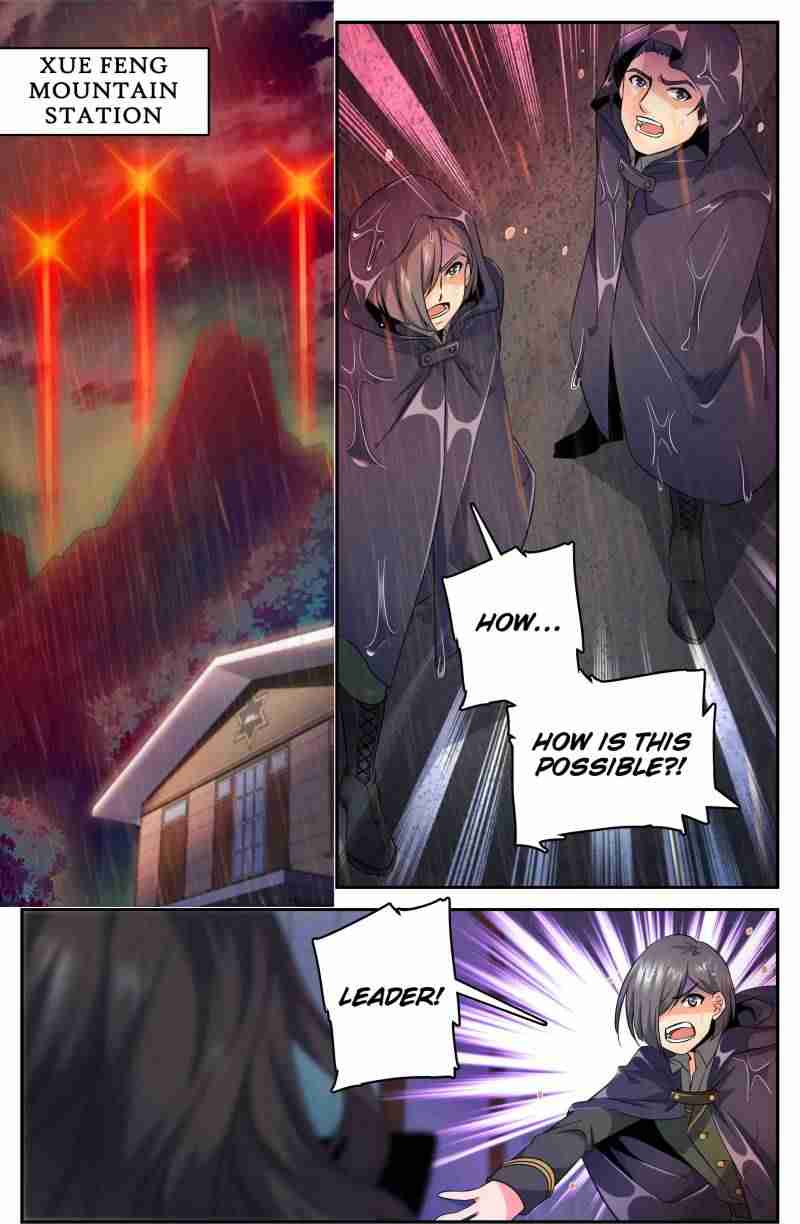 XUE FENG
MOUNTAIN
STATION
HOW...
HOW IS THIS
POSSIBLE?!
LEADER!